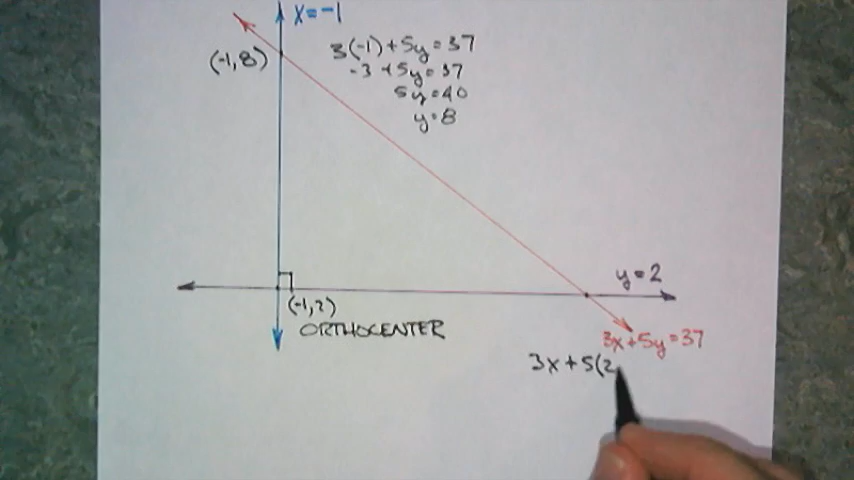 x=-1
(-1,8)
3(-1)+5y=37
-3+5y=37
5y=40
y=8
y=2
(-1,2)
ORTHOCENTER
3x+5y=37
3x+5(2